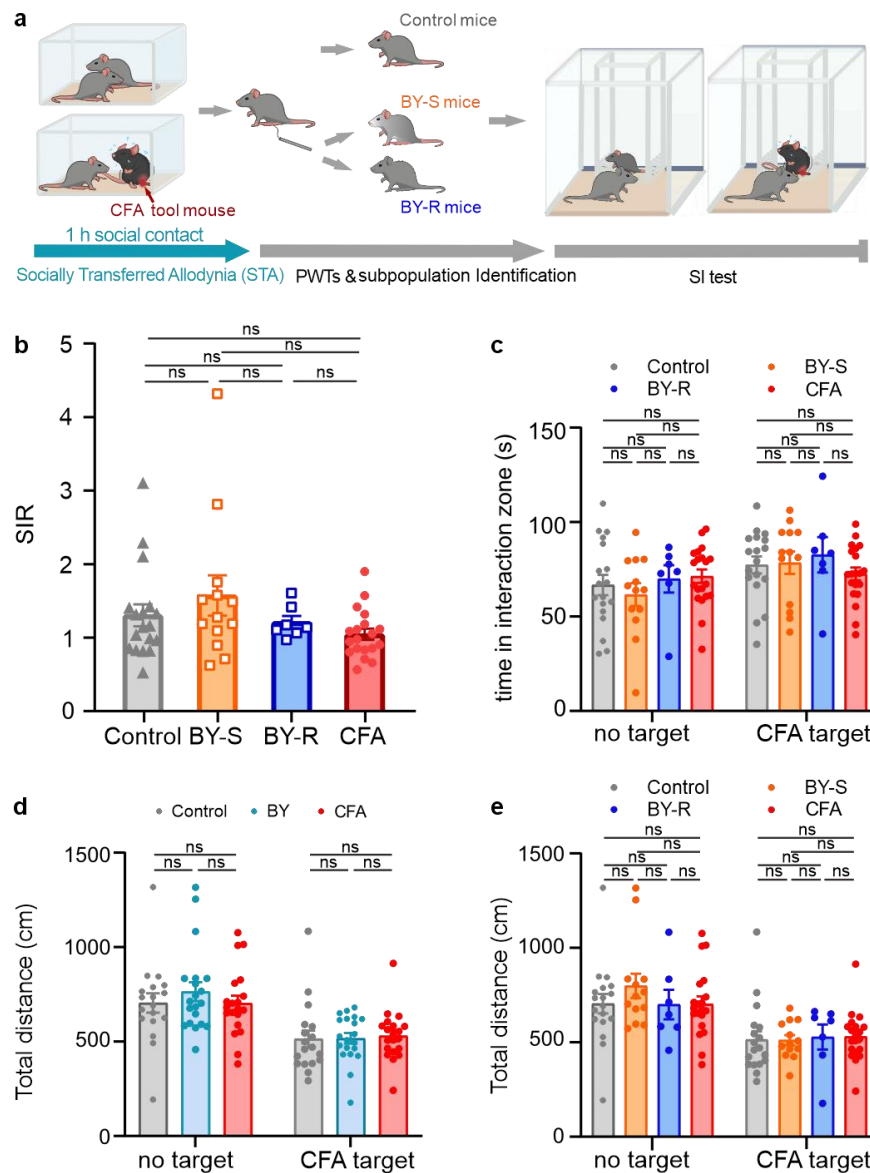 a
Control mice
BY-S mice
BY-R mice
CFA tool mouse
1 h social contact
Socially Transferred Allodynia (STA)
PWTs & subpopulation Identification
SI test
b
ns
ns
ns
ns
ns
ns
5
4
3
2
1
0
SIR
Control BY-S BY-R CFA
c
Control BY-S
BY-R CFA
ns ns
ns ns
ns ns
ns ns ns ns ns ns
150
100
50
0
time in interaction zone (s)
no target CFA target
d
Control BY CFA
ns ns
ns ns ns ns
1500
1000
500
0
Total distance (cm)
no target CFA target
e
Control BY-S
BY-R CFA
ns ns
ns ns
ns ns
ns ns ns ns ns ns
1500
1000
500
0
Total distance (cm)
no target CFA target